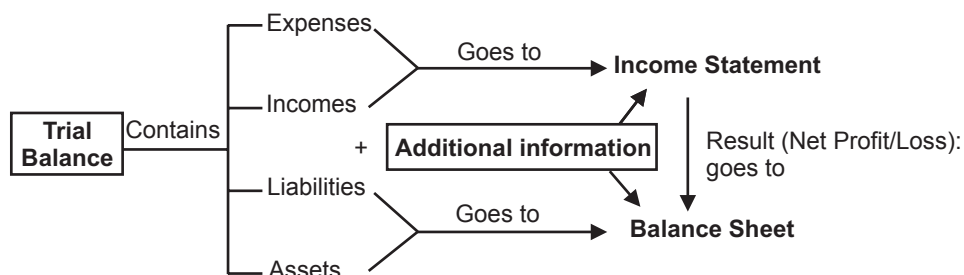 Expenses
Goes to
Income Statement
Incomes
Trial
Balance
Contains
+
Additional information
Result (Net Profit/Loss):
goes to
Liabilities
Goes to
Balance Sheet
Assets